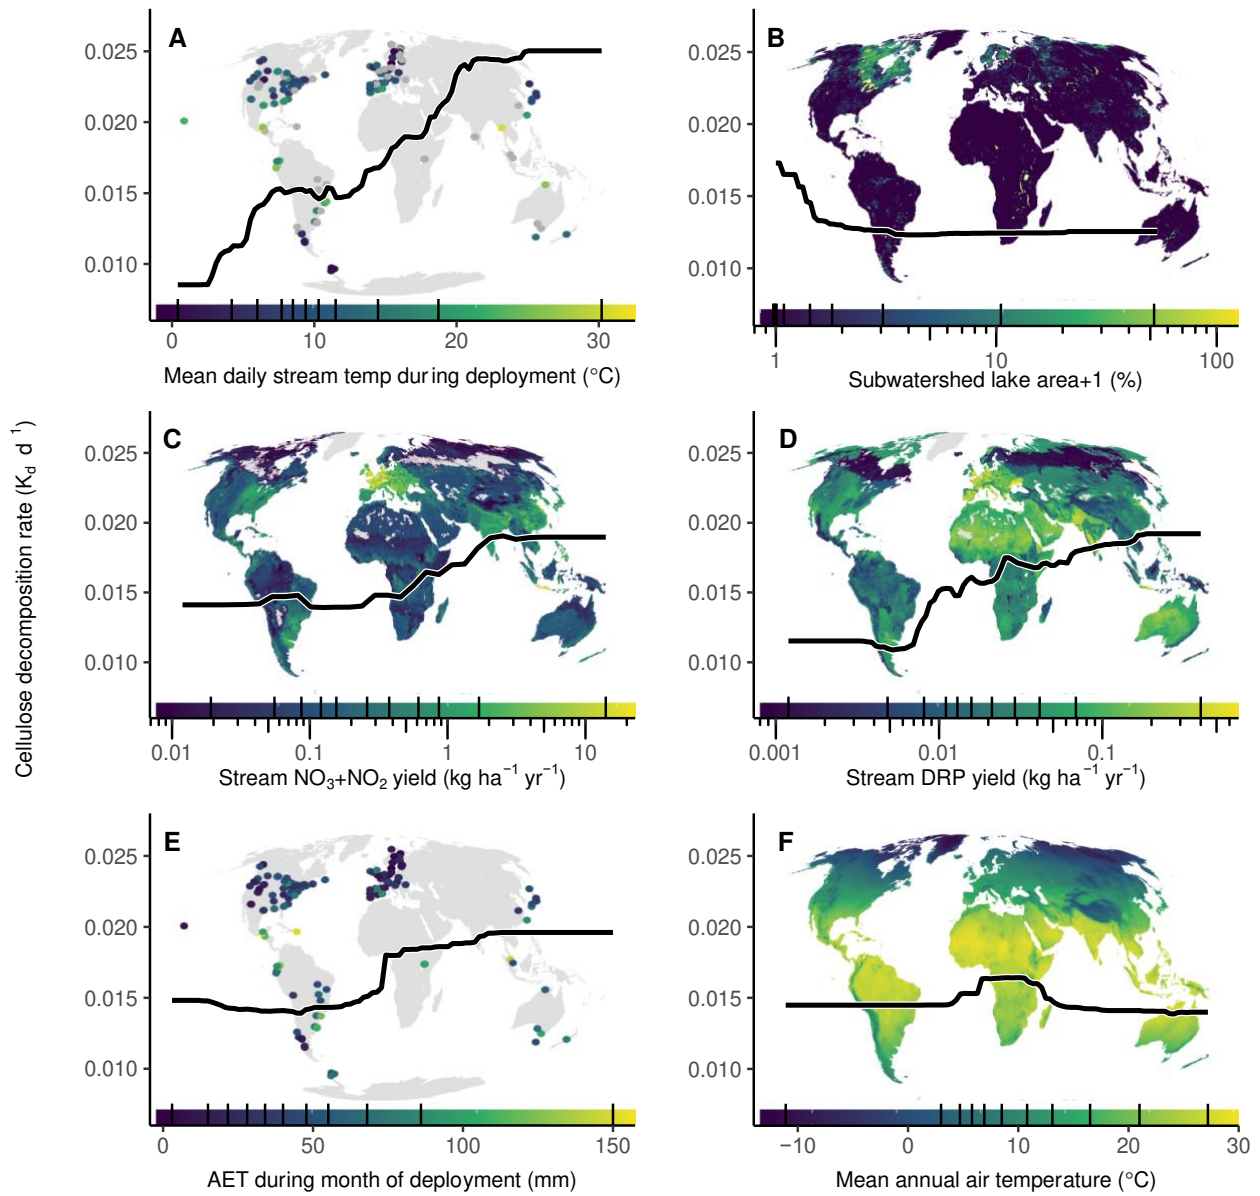 Cellulose decomposition rate (K_d d ¹)
A
0.025
0.020
0.015
0.010
0 10 20 30
Mean daily stream temp during deployment (°C)
B
0.025
0.020
0.015
0.010
1 10 100
Subwatershed lake area+1 (%)
C
0.025
0.020
0.015
0.010
0.01 0.1 1 10
Stream NO₃+NO₂ yield (kg ha⁻¹ yr⁻¹)
D
0.025
0.020
0.015
0.010
0.001 0.01 0.1
Stream DRP yield (kg ha⁻¹ yr⁻¹)
E
0.025
0.020
0.015
0.010
0 50 100 150
AET during month of deployment (mm)
F
0.025
0.020
0.015
0.010
−10 0 10 20 30
Mean annual air temperature (°C)